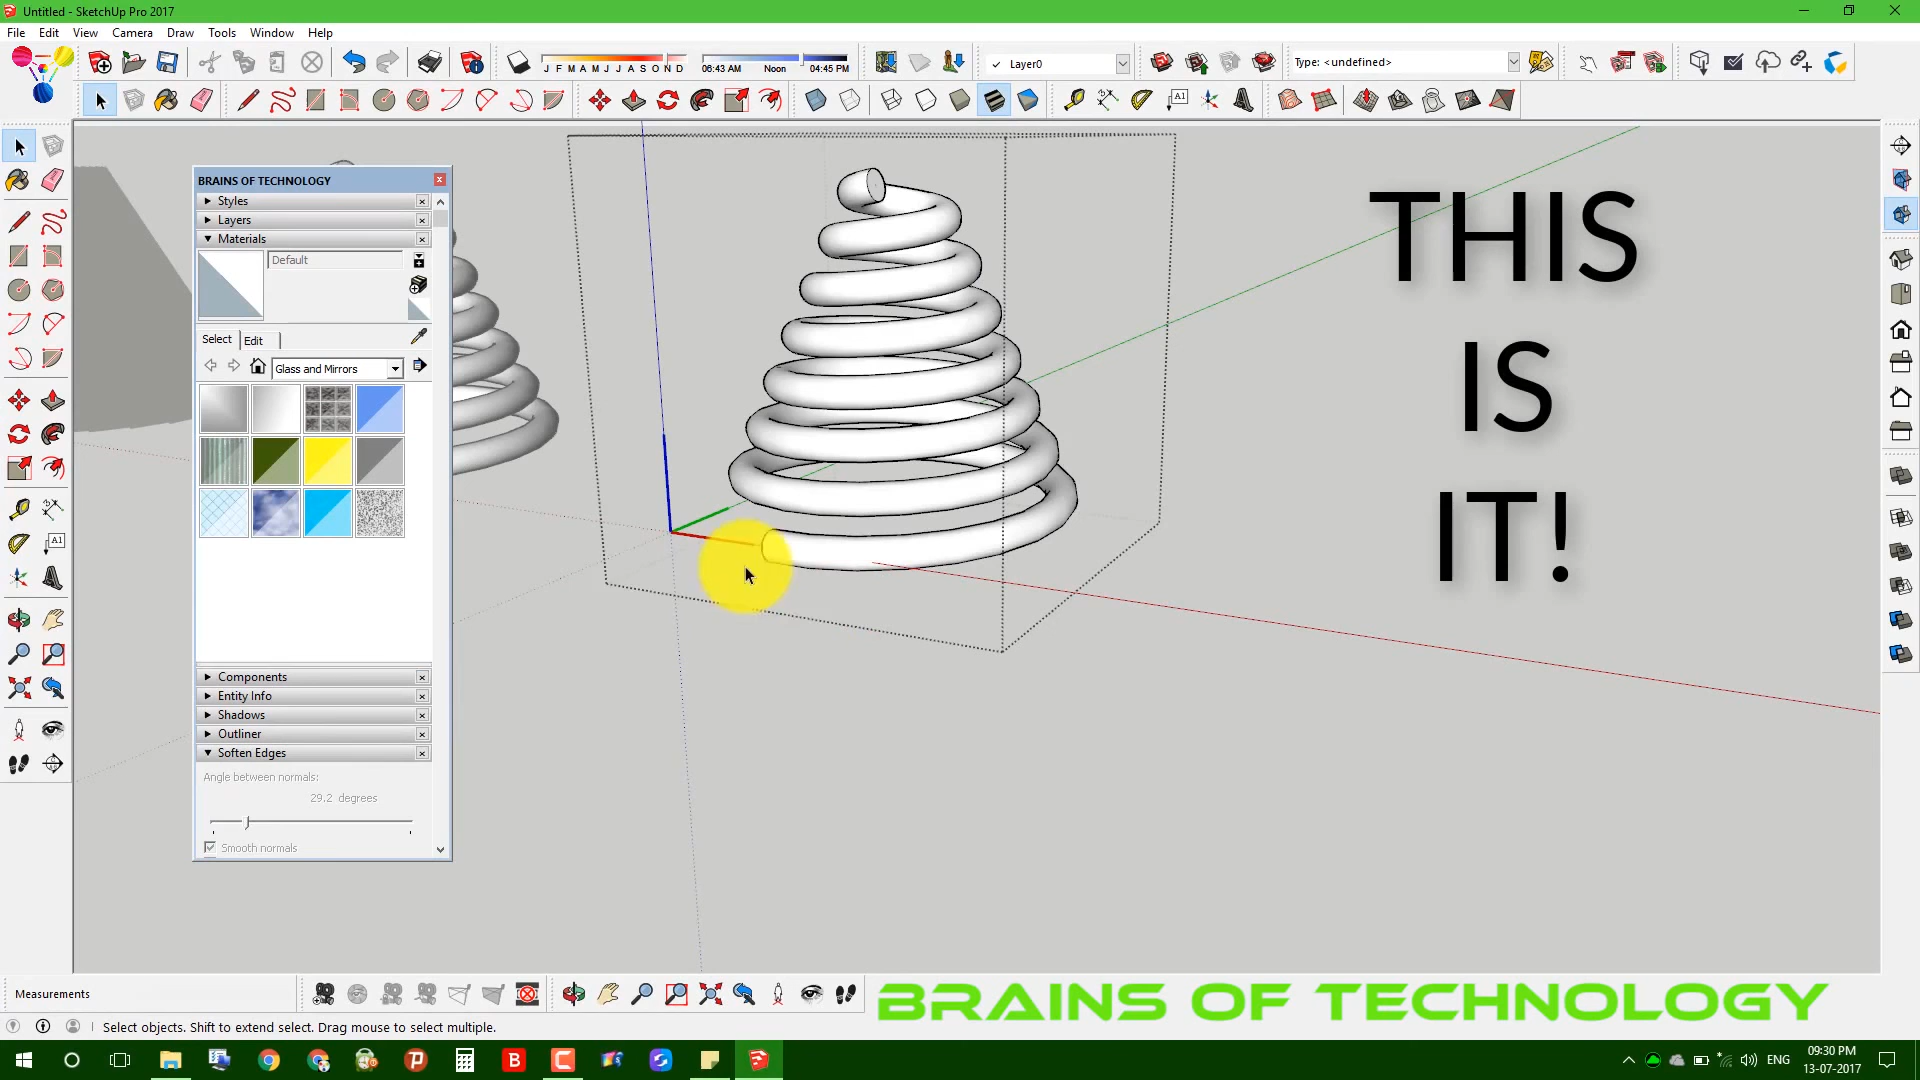 Untitled - SketchUp Pro 2017
File Edit View Camera Draw Tools Window Help
J F M A M J J A S O N D
06:43 AM Noon 04:45 PM
Layer0
Type: <undefined>
BRAINS OF TECHNOLOGY
Styles
Layers
Materials
Default
Select Edit
Glass and Mirrors
Components
Entity Info
Shadows
Outliner
Soften Edges
Angle between normals:
29.2 degrees
Smooth normals
THIS
IS
IT!
Measurements
BRAINS OF TECHNOLOGY
Select objects. Shift to extend select. Drag mouse to select multiple.
ENG
09:30 PM
13-07-2017